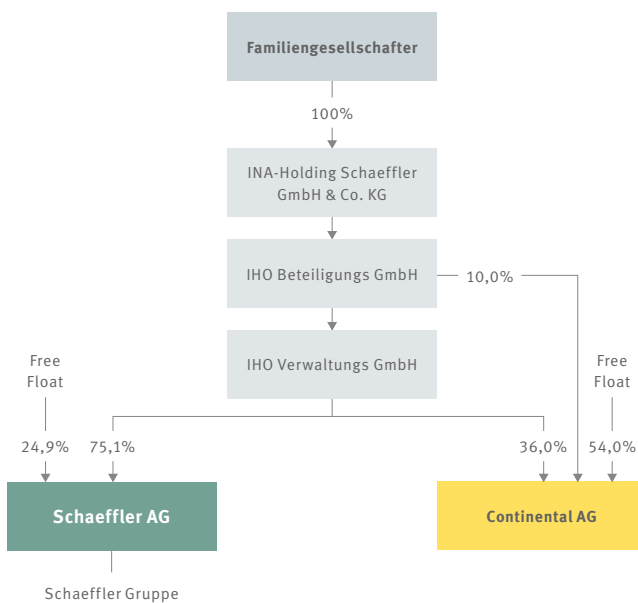 Familiengesellschafter
100%
INA-Holding Schaeffler
GmbH & Co. KG
IHO Beteiligungs GmbH
10,0%
IHO Verwaltungs GmbH
Free
Float
Free
Float
24,9%
75,1%
36,0%
54,0%
Schaeffler AG
Continental AG
Schaeffler Gruppe